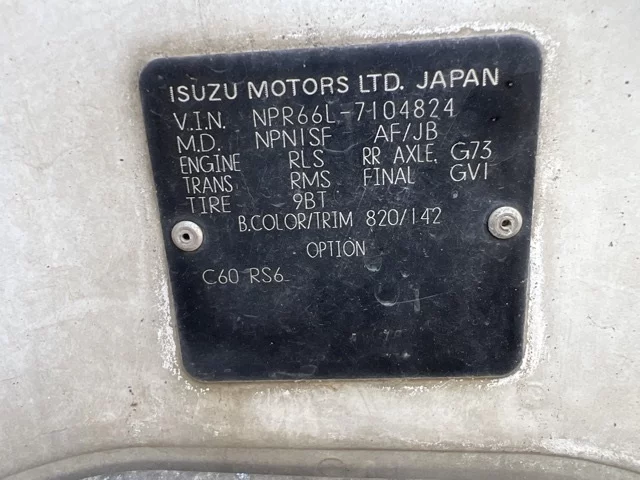 ISUZU MOTORS LTD. JAPAN
V.I.N. NPR66L-7104824
M.D. NPN1SF AF/JB
ENGINE RLS RR AXLE. G73
TRANS RMS FINAL GV1
TIRE 9BT
B.COLOR/TRIM 820/142
OPTION
C60 RS6